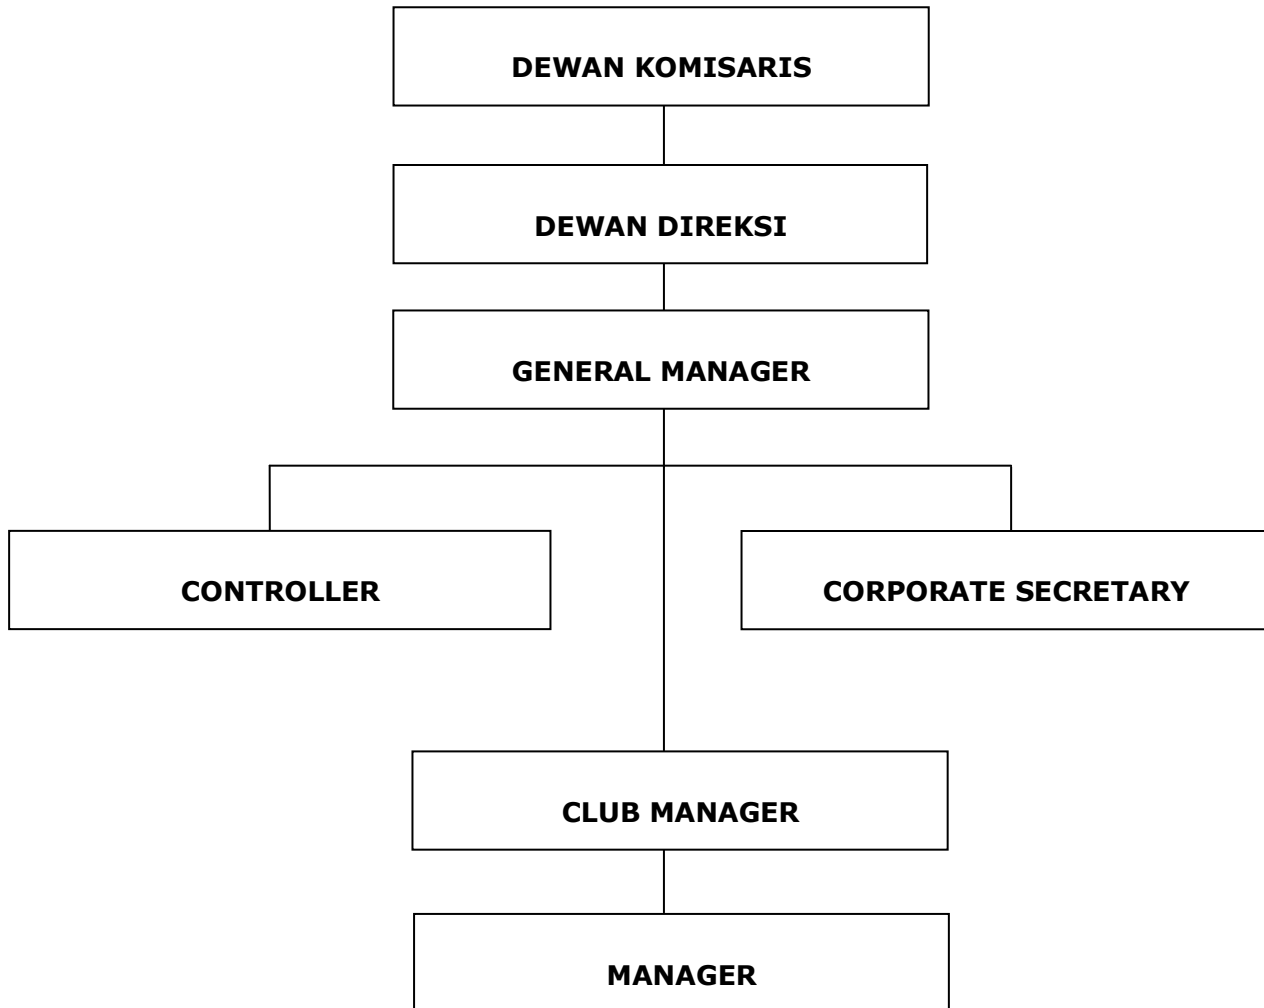 DEWAN KOMISARIS
DEWAN DIREKSI
GENERAL MANAGER
CONTROLLER
CORPORATE SECRETARY
CLUB MANAGER
MANAGER